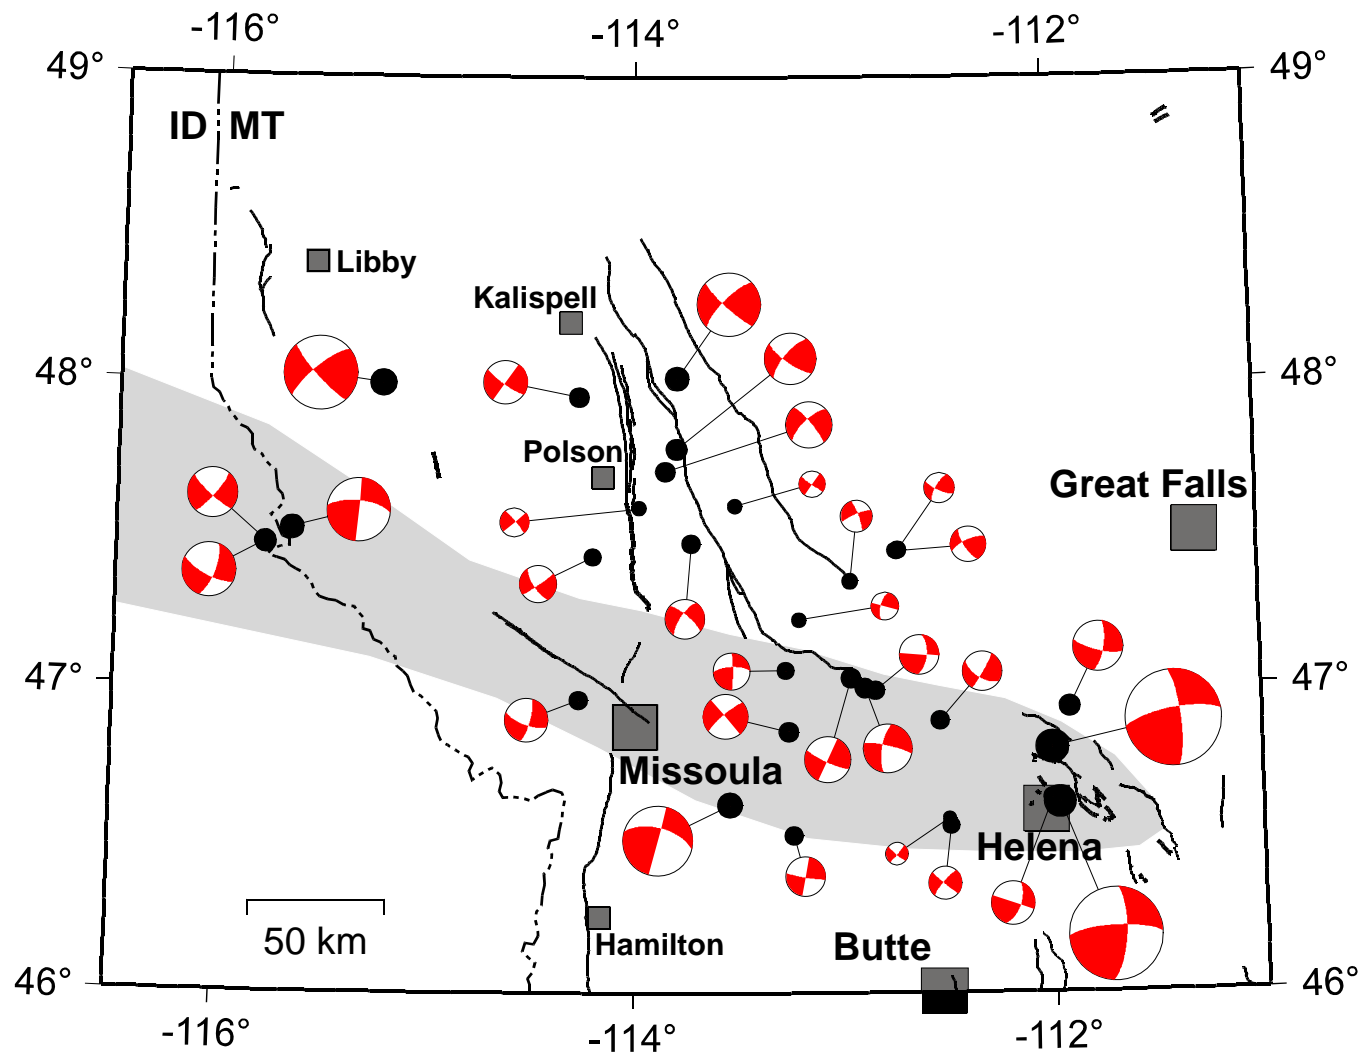 -116°
-114°
-112°
49°
49°
ID MT
Libby
Kalispell
48°
48°
Polson
Great Falls
47°
47°
Missoula
Helena
50 km
Hamilton
Butte
46°
46°
-116°
-114°
-112°